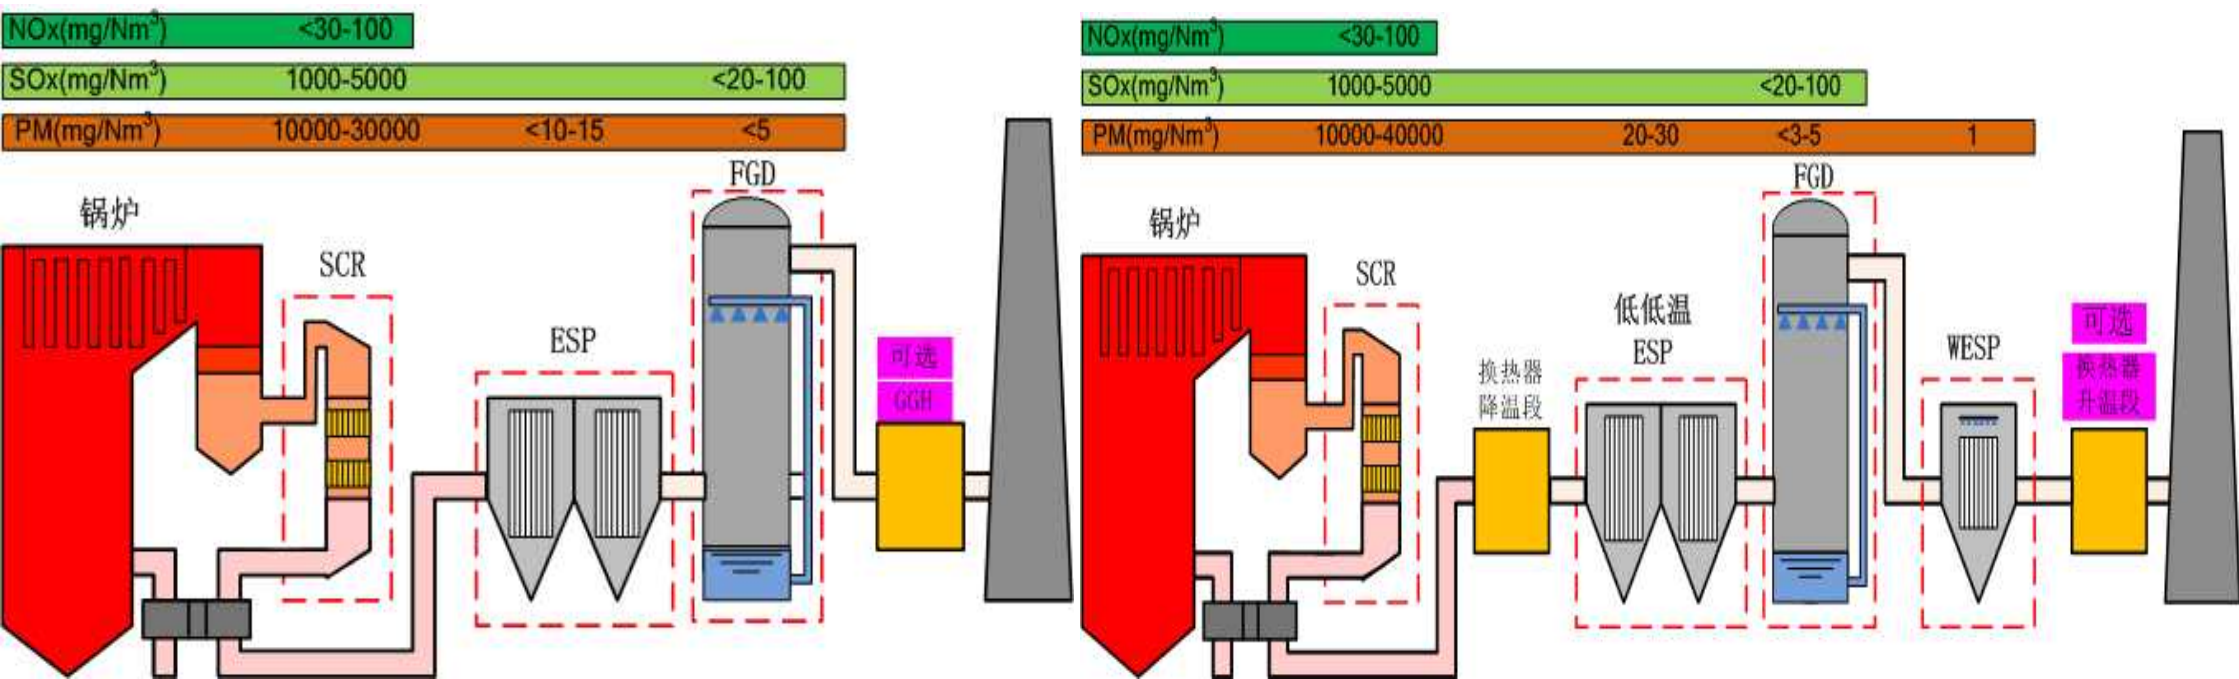 NOx(mg/Nm³) <30-100
SOx(mg/Nm³) 1000-5000 <20-100
PM(mg/Nm³) 10000-30000 <10-15 <5
FGD
锅炉
SCR
ESP
可选
GGH
NOx(mg/Nm³) <30-100
SOx(mg/Nm³) 1000-5000 <20-100
PM(mg/Nm³) 10000-40000 20-30 <3-5 1
FGD
锅炉
SCR
低低温
ESP
换热器
降温段
WESP
可选
换热器
升温段